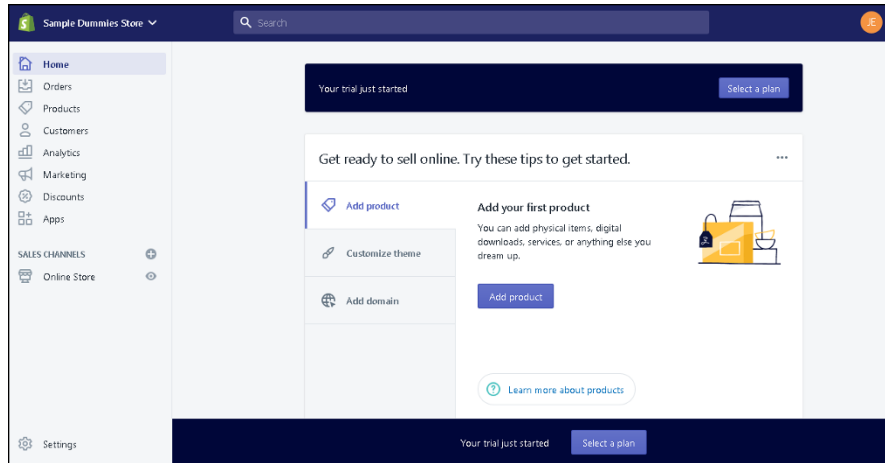 Sample Dummies Store
Search
JE
Home
Orders
Products
Customers
Analytics
Marketing
Discounts
Apps
SALES CHANNELS
Online Store
Settings
Your trial just started
Select a plan
Get ready to sell online. Try these tips to get started.
Add product
Customize theme
Add domain
Add your first product
You can add physical items, digital
downloads, services, or anything else you
dream up.
Add product
Learn more about products
Your trial just started
Select a plan